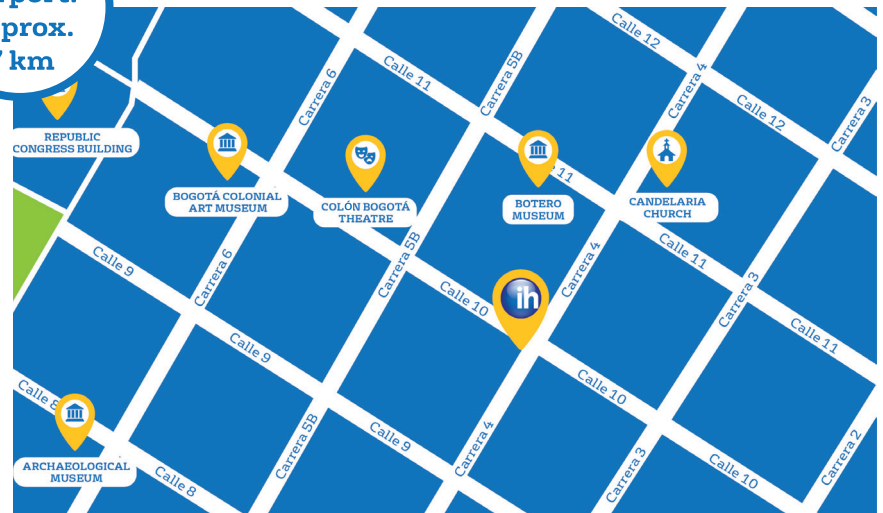 prox.
km
Calle 12
Calle 12
Calle 11
11
Calle 11
Calle 11
Calle 10
Calle 10
Calle 10
Calle 9
Calle 9
Calle 9
Calle 8
Calle 8
Carrera 6
Carrera 6
Carrera 5B
Carrera 5B
Carrera 5B
Carrera 4
Carrera 4
Carrera 4
Carrera 3
Carrera 3
Carrera 3
Carrera 2
REPUBLIC
CONGRESS BUILDING
BOGOTÁ COLONIAL
ART MUSEUM
COLÓN BOGOTÁ
THEATRE
BOTERO
MUSEUM
CANDELARIA
CHURCH
ih
ARCHAEOLOGICAL
MUSEUM